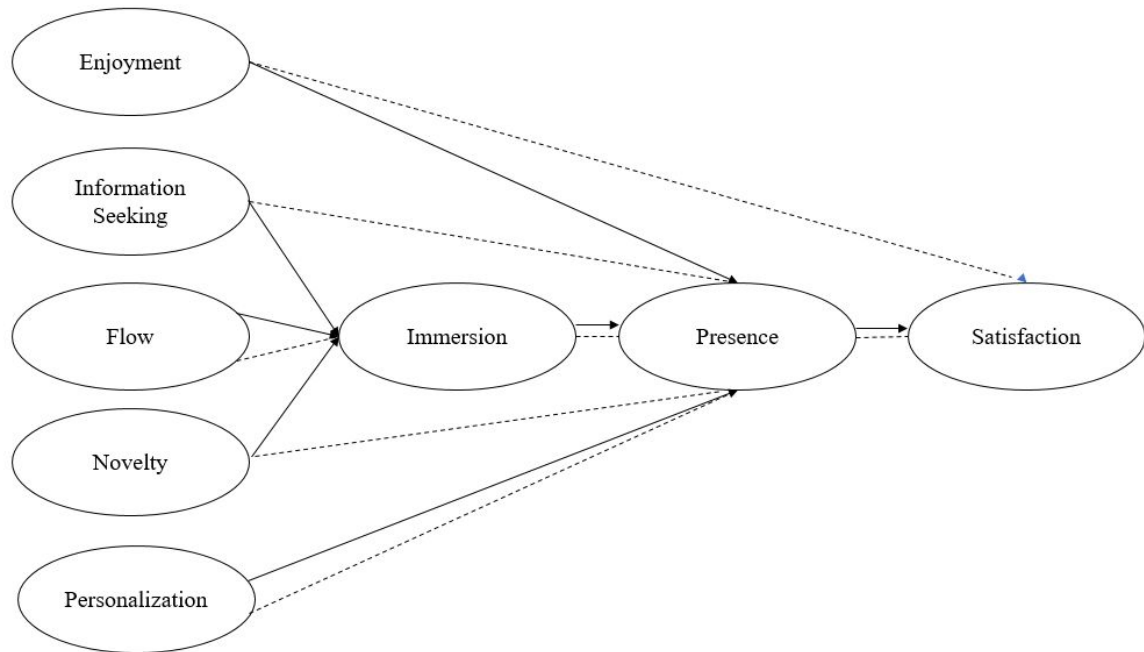 Enjoyment
Information
Seeking
Flow
Immersion
Presence
Satisfaction
Novelty
Personalization